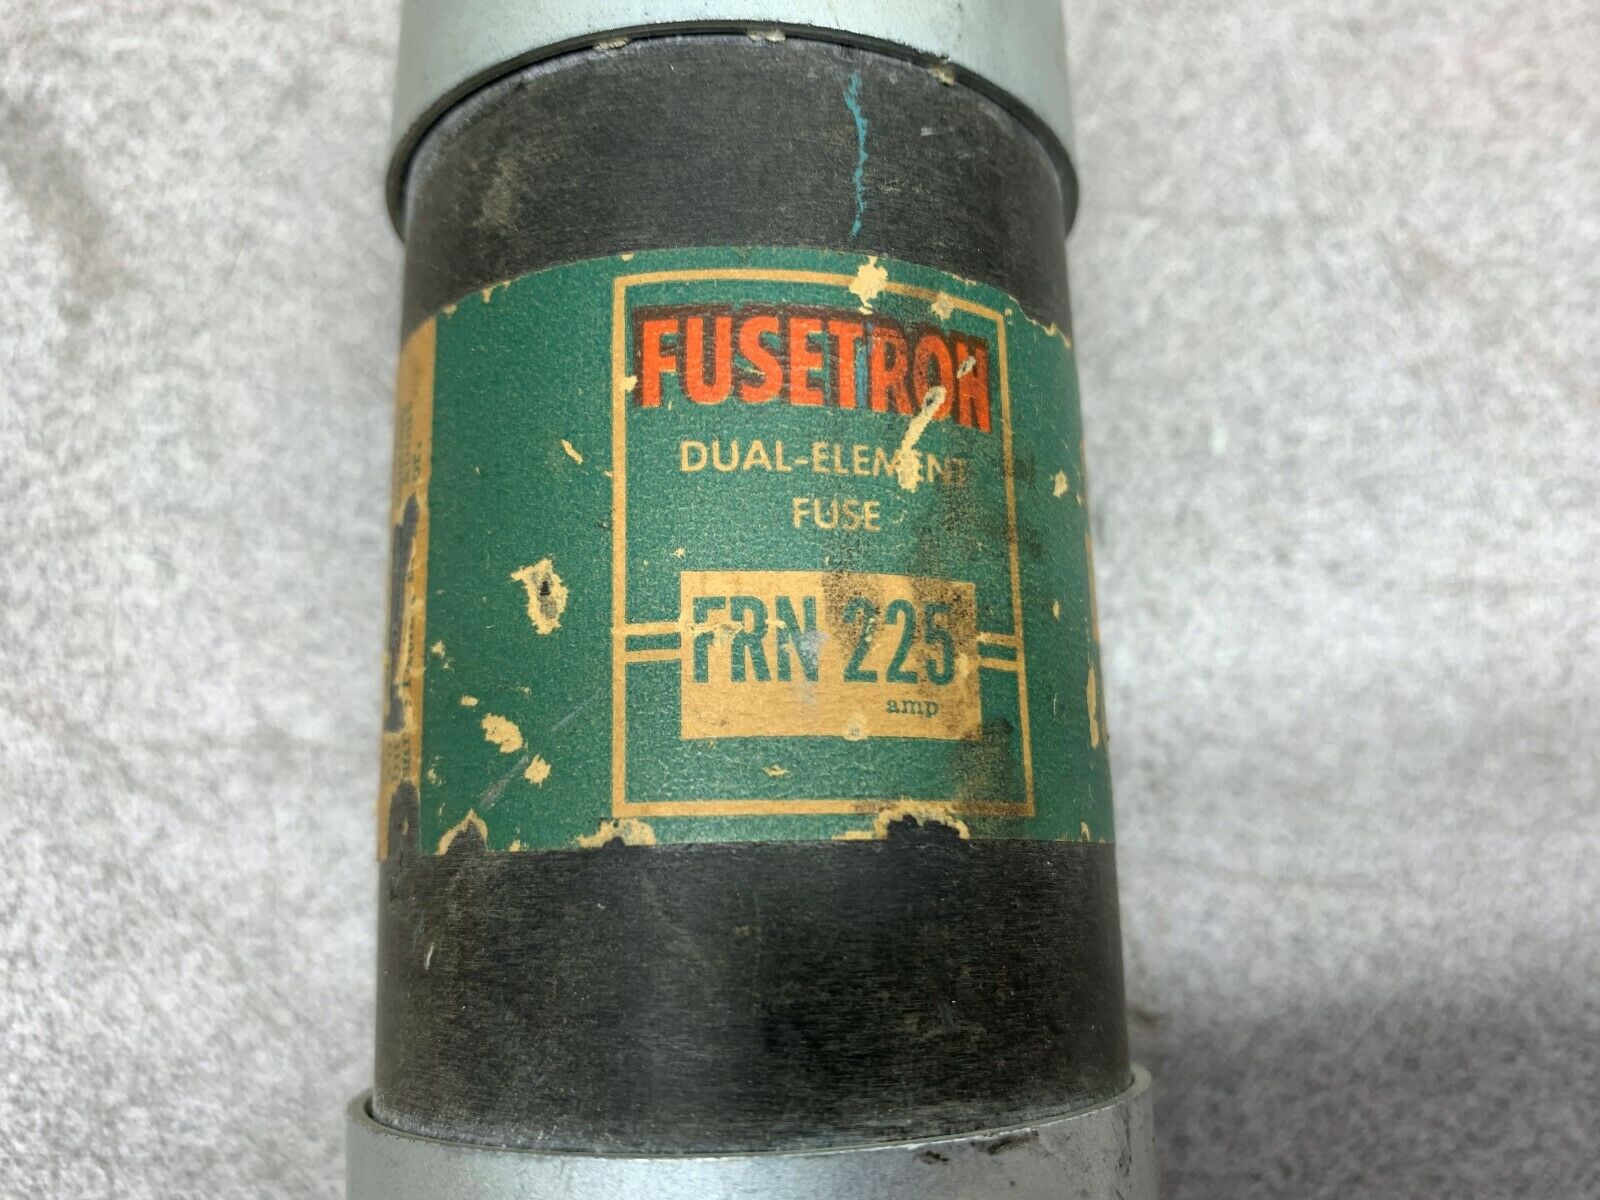 FUSETRON
DUAL-ELEMENT
FUSE
FRN 225
amp